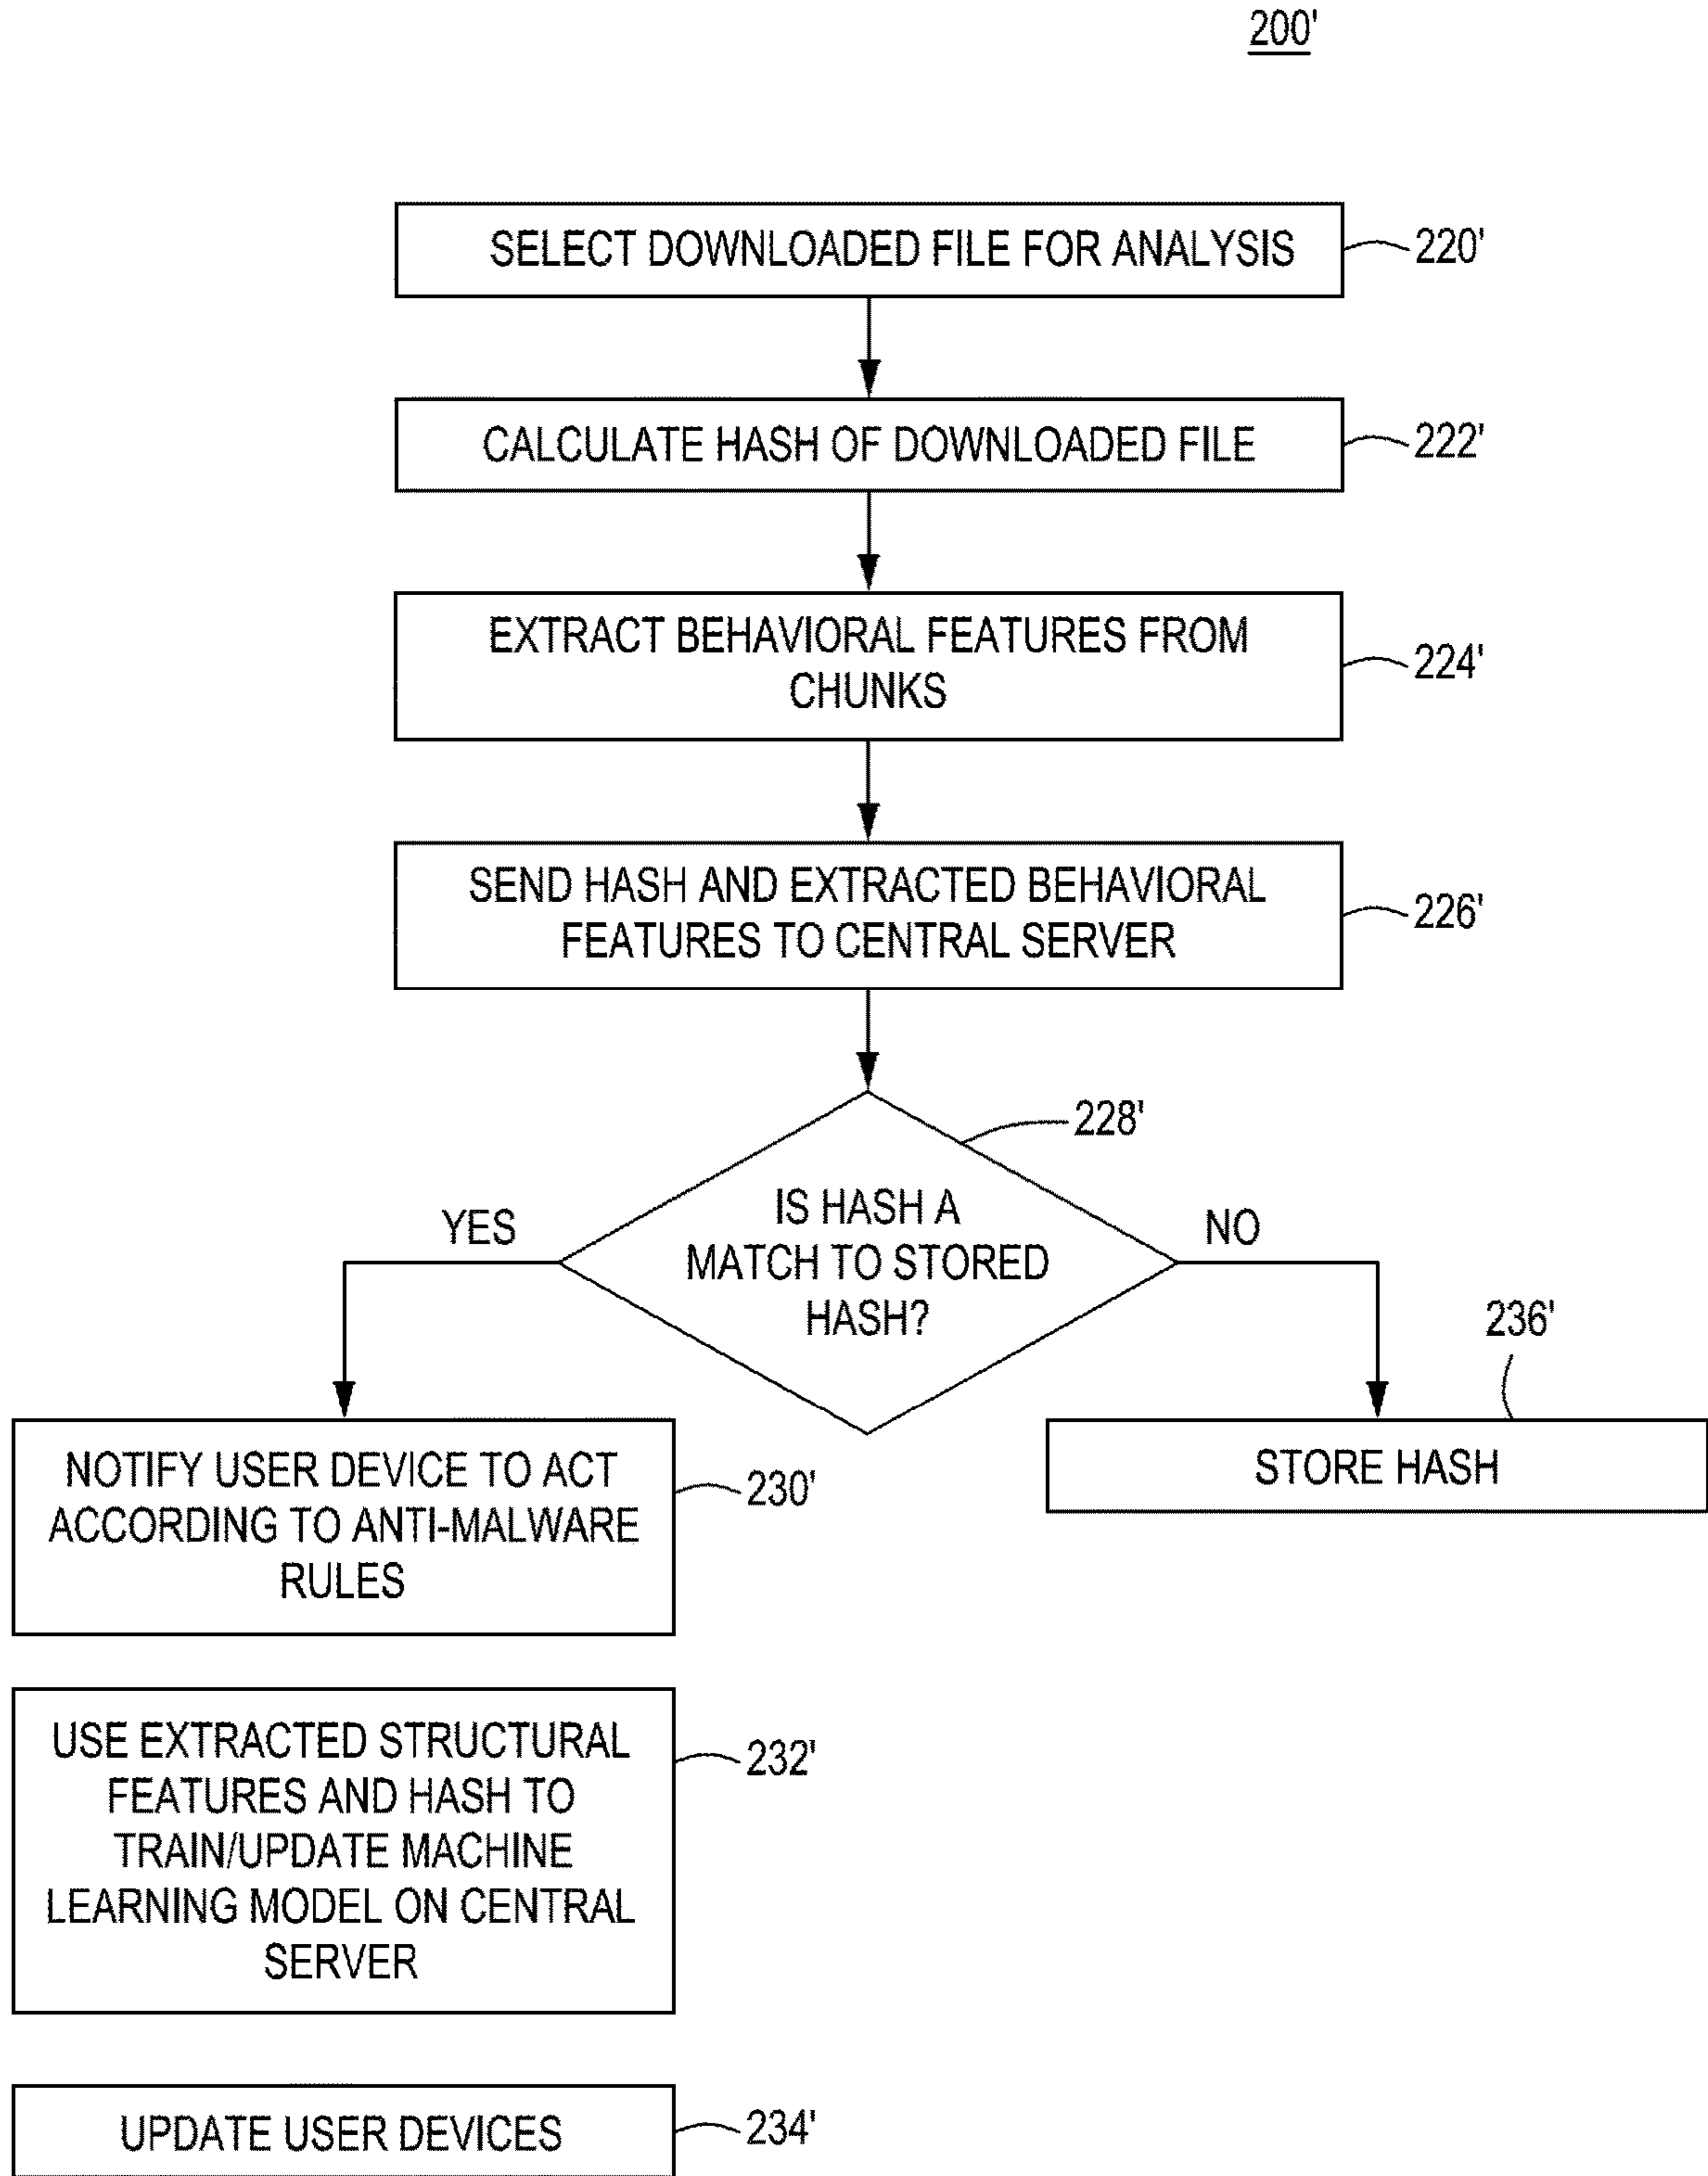 200'
SELECT DOWNLOADED FILE FOR ANALYSIS
220'
CALCULATE HASH OF DOWNLOADED FILE
222'
EXTRACT BEHAVIORAL FEATURES FROM
CHUNKS
224'
SEND HASH AND EXTRACTED BEHAVIORAL
FEATURES TO CENTRAL SERVER
226'
228'
IS HASH A
MATCH TO STORED
HASH?
YES
NO
236'
STORE HASH
NOTIFY USER DEVICE TO ACT
ACCORDING TO ANTI-MALWARE
RULES
230'
USE EXTRACTED STRUCTURAL
FEATURES AND HASH TO
TRAIN/UPDATE MACHINE
LEARNING MODEL ON CENTRAL
SERVER
232'
UPDATE USER DEVICES
234'